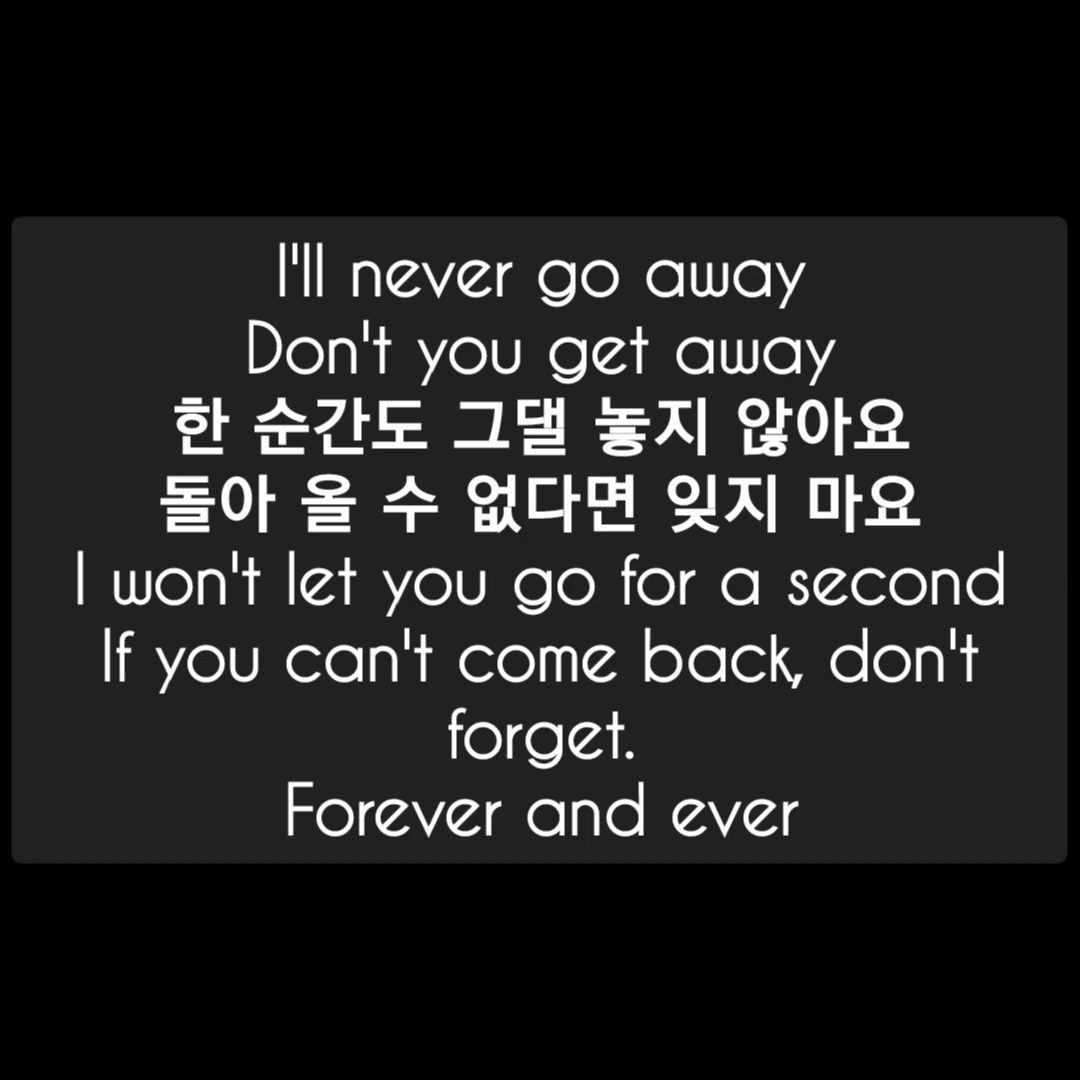 I'll never go away
Don't you get away
한 순간도 그댈 놓지 않아요
돌아 올 수 없다면 잊지 마요
I won't let you go for a second
If you can't come back, don't
forget.
Forever and ever